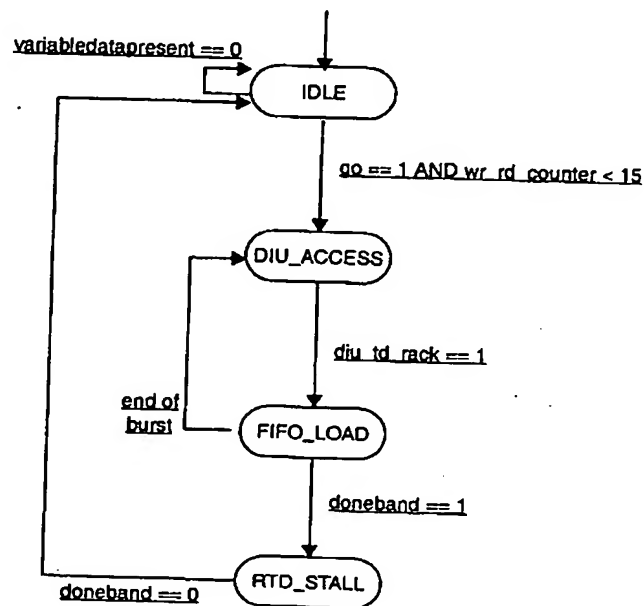 variabledatapresent == 0
IDLE
go == 1 AND wr_rd_counter < 15
DIU_ACCESS
diu_td_rack == 1
end of
burst
FIFO_LOAD
doneband == 1
RTD_STALL
doneband == 0